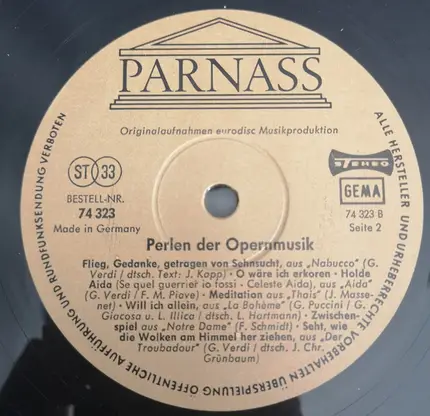 PARNASS
Originalaufnahmen eurodisc Musikproduktion
ST 33
BESTELL-NR.
74 323
Made in Germany
STEREO
GEMA
74 323 B
Seite 2
Perlen der Opernmusik
Flieg, Gedanke, getragen von Sehnsucht, aus "Nabucco" (G.
Verdi / dtsch. Text: J. Kapp) · O wäre ich erkoren - Holde
Aida (Se quel guerrier io fossi - Celeste Aida), aus "Aida"
(G. Verdi / F. M. Piave) · Meditation aus "Thais" (J. Masse-
net) · Will ich allein, aus "La Bohème" (G. Puccini / G.
Giacosa u. L. Illica / dtsch. L. Hartmann) · Zwischen-
spiel aus "Notre Dame" (F. Schmidt) · Seht, wie
die Wolken am Himmel her ziehen, aus "Der
Troubadour" (G. Verdi / dtsch. J. Chr.
Grünbaum)
ALLE HERSTELLER UND URHEBERRECHTE VORBEHALTEN ÜBERSPIELUNG ÖFFENTLICHE AUFFÜHRUNG UND RUNDFUNKSENDUNG VERBOTEN